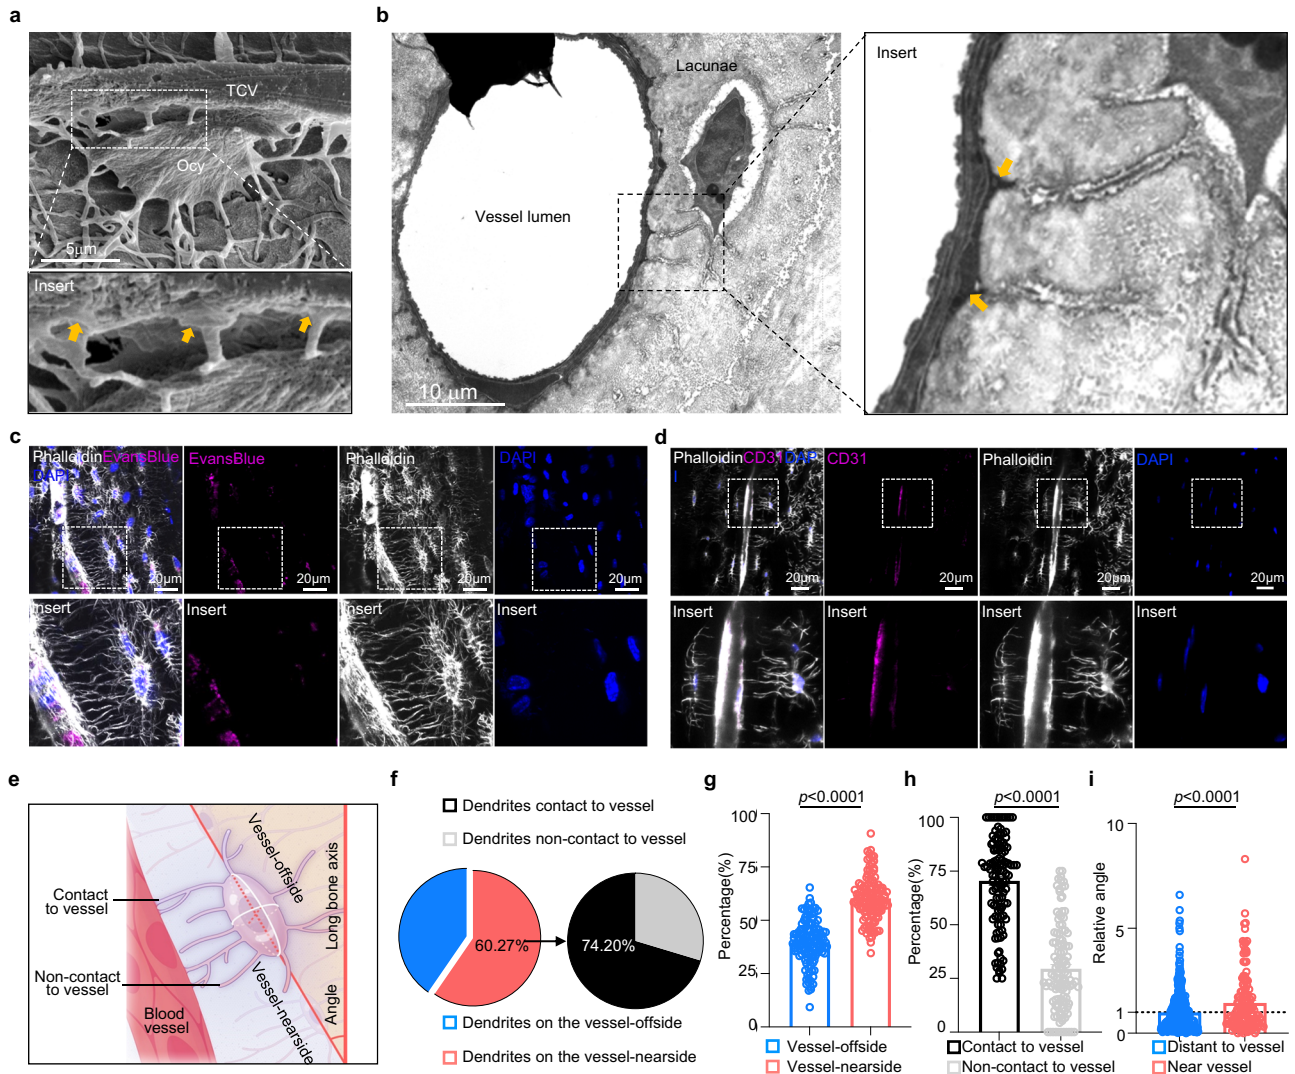 a
TCV
Ocy
5μm
Insert
b
Lacunae
Vessel lumen
10 μm
Insert
c
PhalloidinEvansBlue
DAPI
20μm
EvansBlue
20μm
Phalloidin
20μm
DAPI
20μm
Insert
Insert
Insert
Insert
d
PhalloidinCD31DAP
I
20μm
CD31
20μm
Phalloidin
20μm
DAPI
20μm
Insert
Insert
Insert
Insert
e
Vessel-offside
Long bone axis
Contact
to vessel
Non-contact
to vessel
Blood
vessel
Vessel-nearside
Angle
f
Dendrites contact to vessel
Dendrites non-contact to vessel
60.27%
74.20%
Dendrites on the vessel-offside
Dendrites on the vessel-nearside
g
p<0.0001
Percentage(%)
100
75
50
25
0
Vessel-offside
Vessel-nearside
h
p<0.0001
Percentage(%)
100
75
50
25
0
Contact to vessel
Non-contact to vessel
i
p<0.0001
Relative angle
10
5
1
0
Distant to vessel
Near vessel